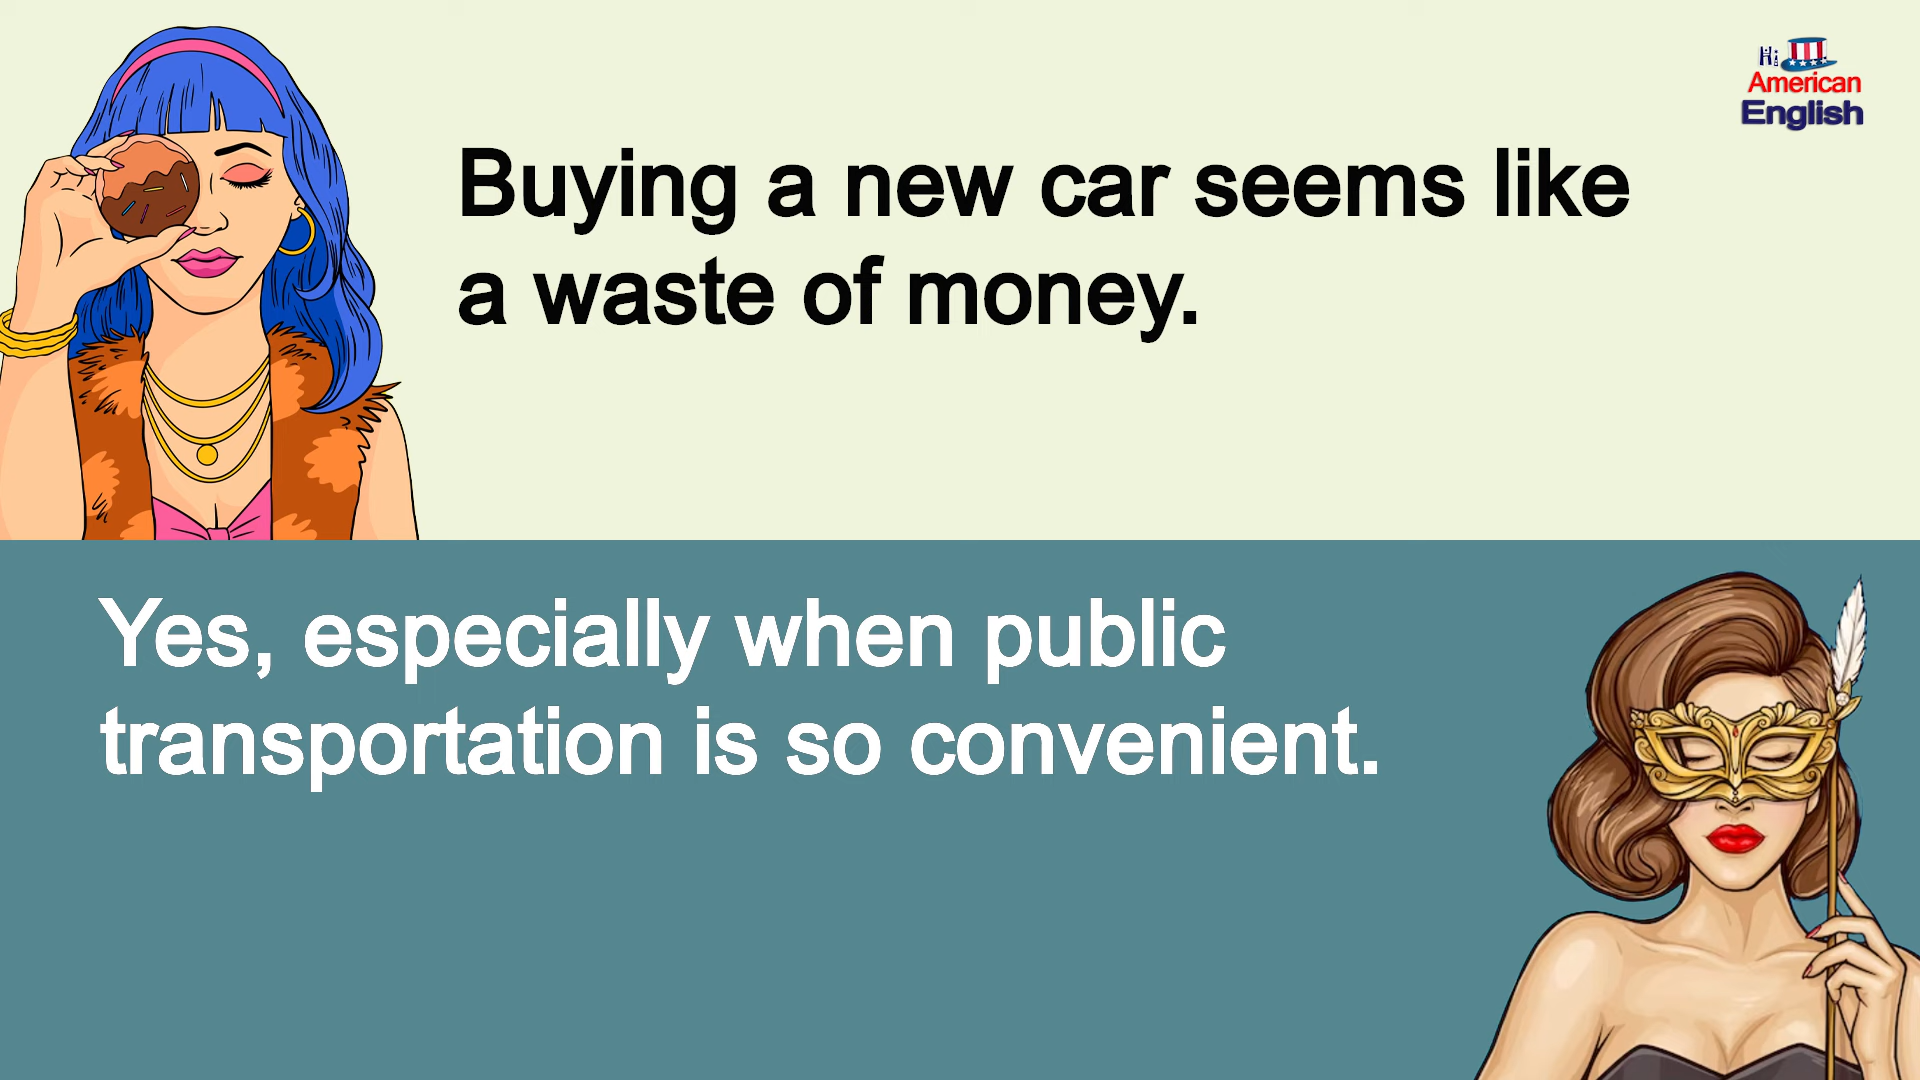 Hi
American
English
Buying a new car seems like
a waste of money.
Yes, especially when public
transportation is so convenient.